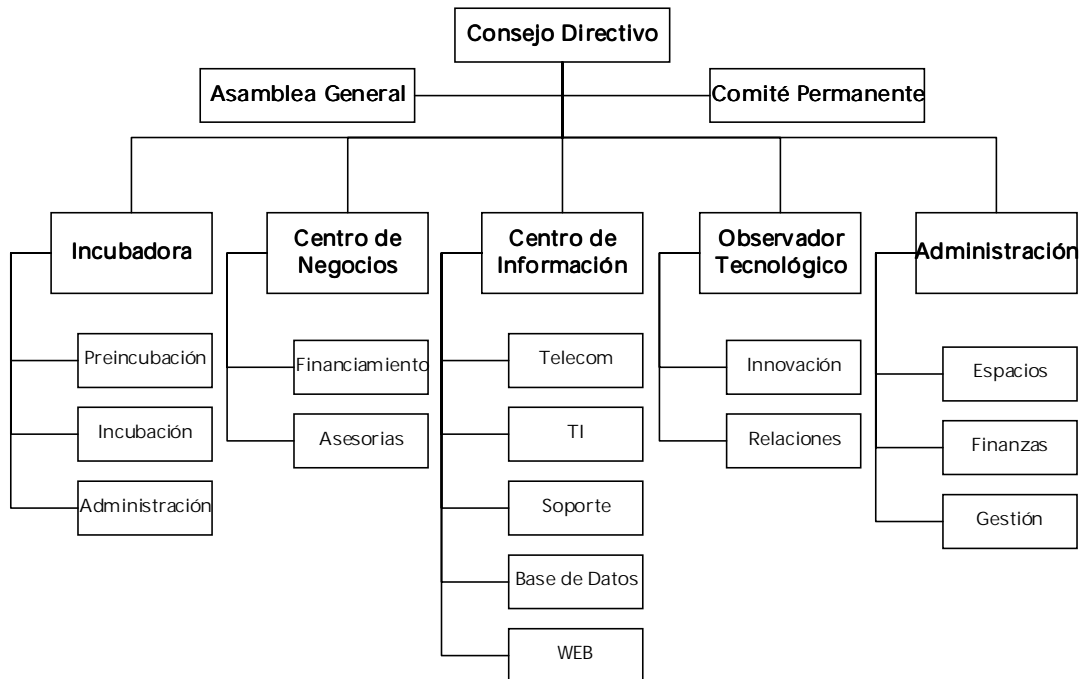 Consejo Directivo
Asamblea General
Comité Permanente
Incubadora
Centro de
Negocios
Centro de
Información
Observador
Tecnológico
Administración
Preincubación
Incubación
Administración
Financiamiento
Asesorias
Telecom
TI
Soporte
Base de Datos
WEB
Innovación
Relaciones
Espacios
Finanzas
Gestión